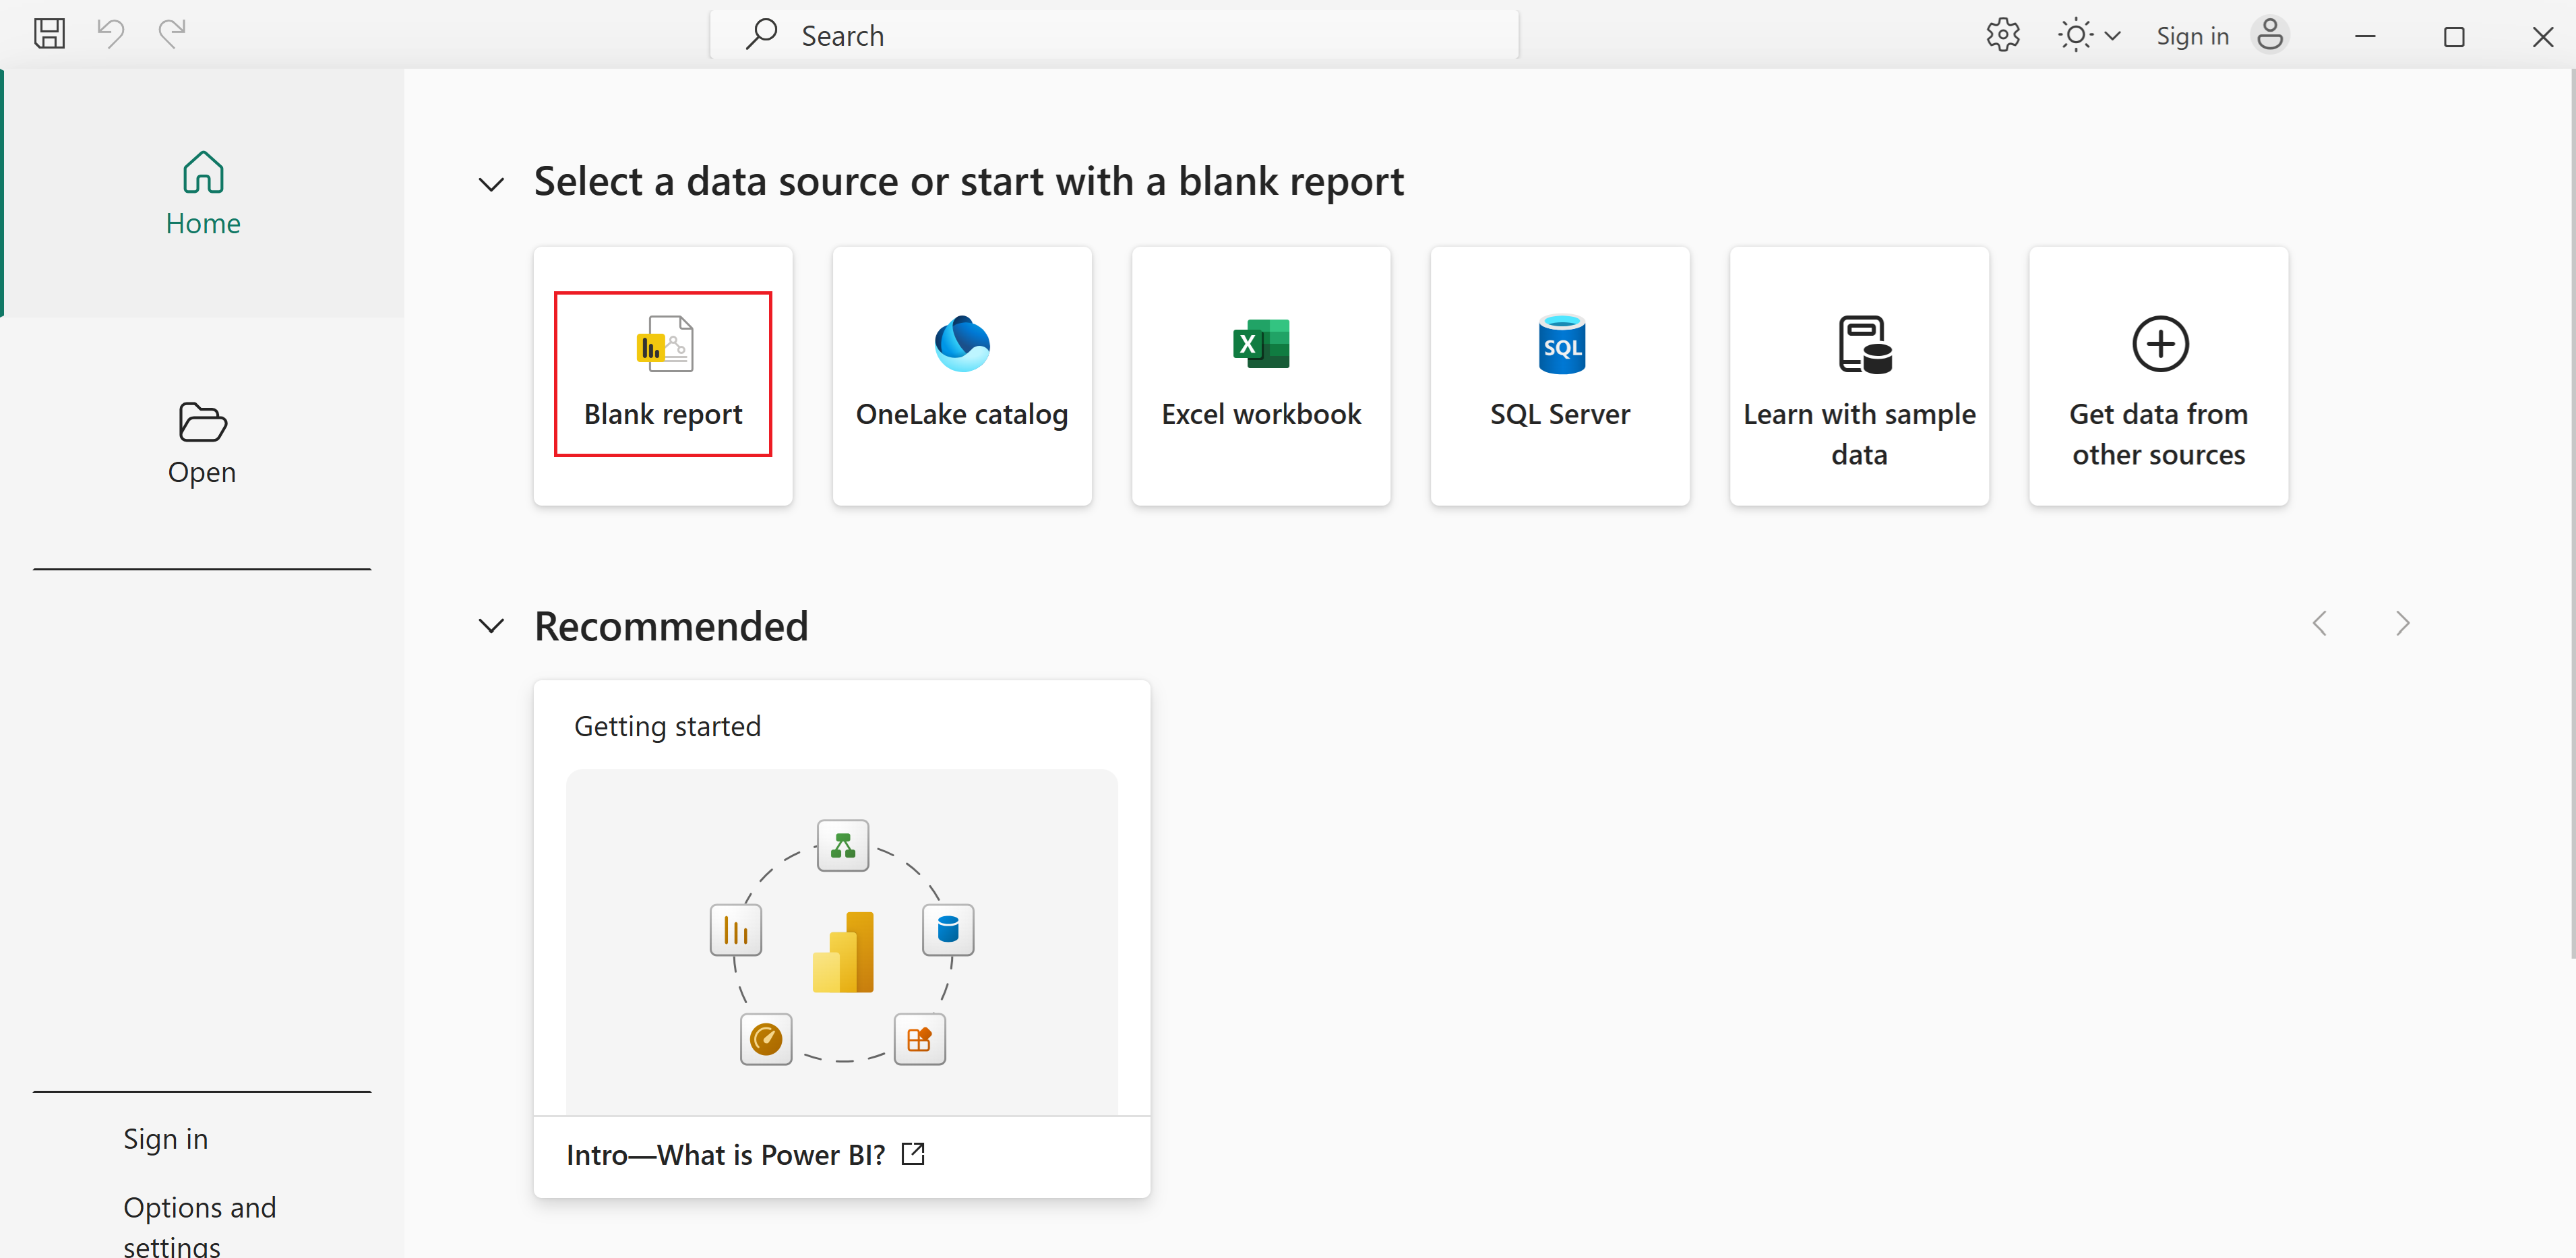 Search
Sign in
Home
Open
Select a data source or start with a blank report
Blank report
OneLake catalog
X
Excel workbook
SQL
SQL Server
Learn with sample
data
Get data from
other sources
Recommended
Getting started
Intro—What is Power BI?
Sign in
Options and
settings